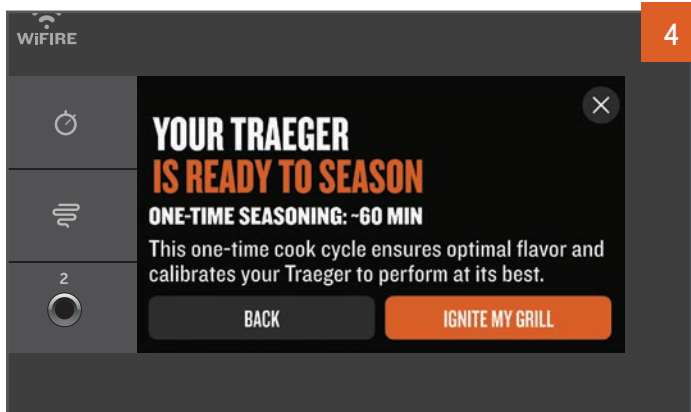 WiFIRE
4
YOUR TRAEGER
IS READY TO SEASON
ONE-TIME SEASONING: ~60 MIN
This one-time cook cycle ensures optimal flavor and
calibrates your Traeger to perform at its best.
2
BACK
IGNITE MY GRILL